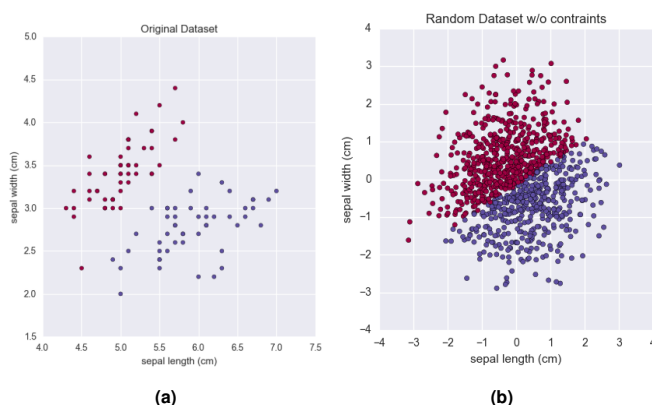 Original Dataset
5.0
4.5
4.0
3.5
3.0
2.5
2.0
1.5
sepal width (cm)
4.0 4.5 5.0 5.5 6.0 6.5 7.0 7.5
sepal length (cm)
(a)
Random Dataset w/o contraints
4
3
2
1
0
−1
−2
−3
−4
sepal width (cm)
−4 −3 −2 −1 0 1 2 3 4
sepal length (cm)
(b)